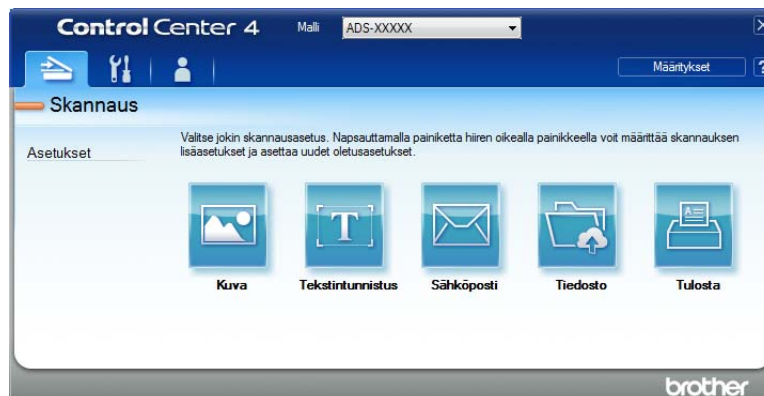 Control Center 4
Malli
ADS-XXXXX
Määritykset
?
Skannaus
Asetukset
Valitse jokin skannausasetus. Napsauttamalla painiketta hiiren oikealla painikkeella voit määrittää skannauksen
lisäasetukset ja asettaa uudet oletusasetukset.
T
A
Kuva
Tekstintunnistus
Sähköposti
Tiedosto
Tulosta
brother